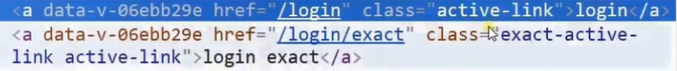 <a data-v-06ebb29e href="/login" class="active-link">login</a>
<a data-v-06ebb29e href="/login/exact" class="exact-active-
link active-link">login exact</a>